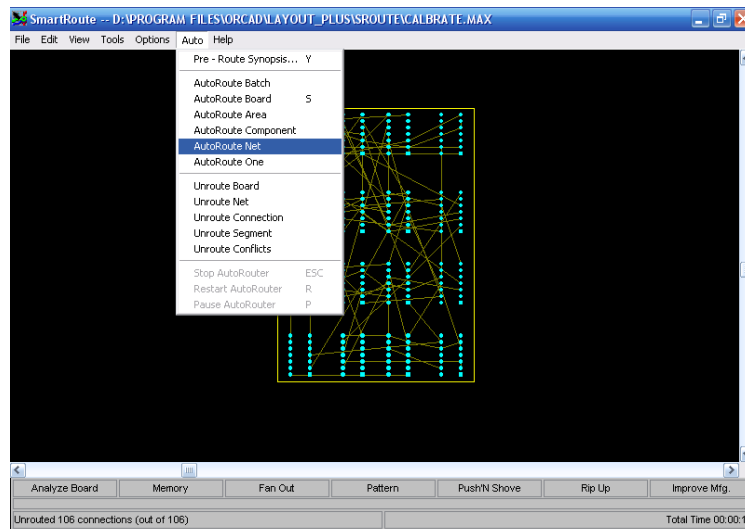 SmartRoute -- D:\PROGRAM FILES\ORCAD\LAYOUT_PLUS\SROUTE\CALBRATE.MAX
File Edit View Tools Options Auto Help
Pre - Route Synopsis... Y
AutoRoute Batch
AutoRoute Board S
AutoRoute Area
AutoRoute Component
AutoRoute Net
AutoRoute One
Unroute Board
Unroute Net
Unroute Connection
Unroute Segment
Unroute Conflicts
Stop AutoRouter ESC
Restart AutoRouter R
Pause AutoRouter P
Analyze Board Memory Fan Out Pattern Push'N Shove Rip Up Improve Mfg.
Unrouted 106 connections (out of 106) Total Time 00:00:1